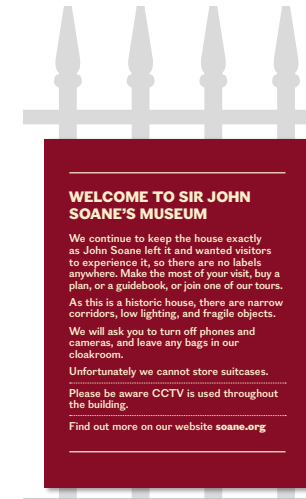 WELCOME TO SIR JOHN
SOANE'S MUSEUM
We continue to keep the house exactly
as John Soane left it and wanted visitors
to experience it, so there are no labels
anywhere. Make the most of your visit, buy a
plan, or a guidebook, or join one of our tours.
As this is a historic house, there are narrow
corridors, low lighting, and fragile objects.
We will ask you to turn off phones and
cameras, and leave any bags in our
cloakroom.
Unfortunately we cannot store suitcases.
Please be aware CCTV is used throughout
the building.
Find out more on our website soane.org